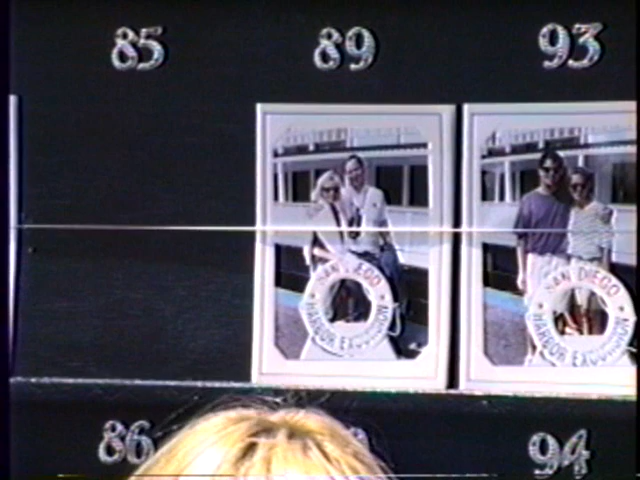 85 89 93
SAN DIEGO
HARBOR EXCURSION
SAN DIEGO
HARBOR EXCURSION
86 94